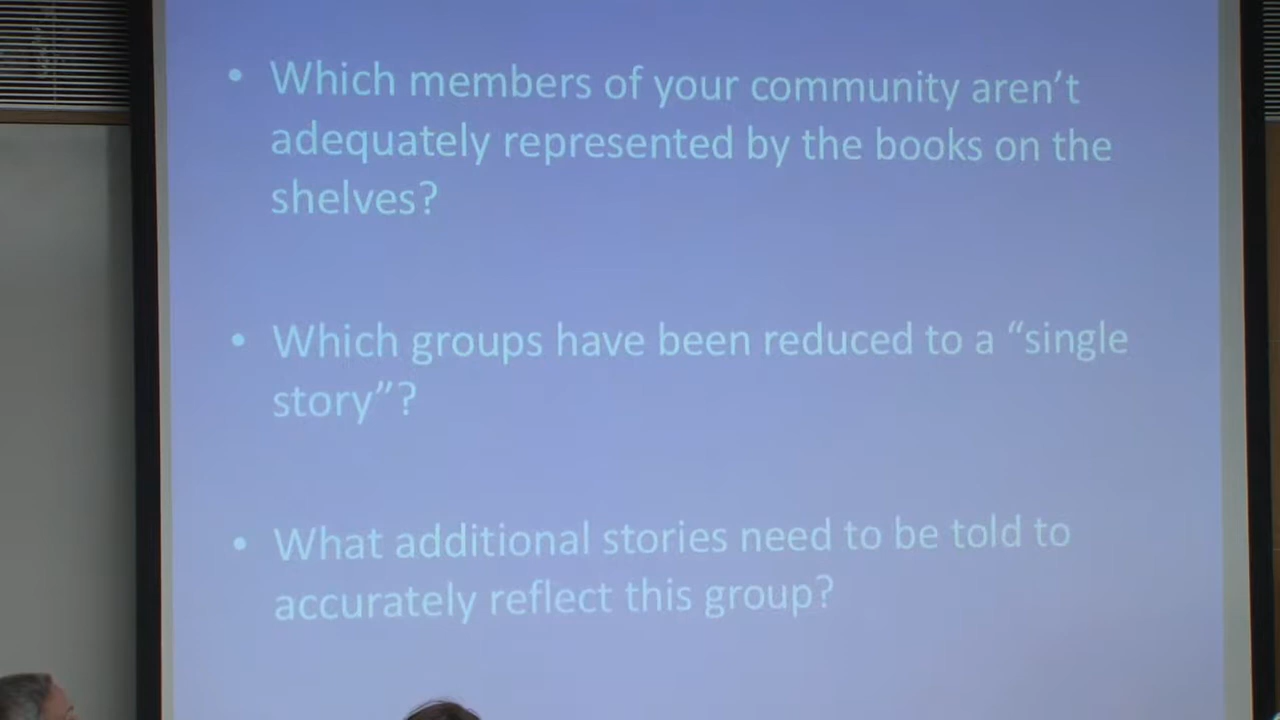 • Which members of your community aren’t
adequately represented by the books on the
shelves?
• Which groups have been reduced to a “single
story”?
• What additional stories need to be told to
accurately reflect this group?